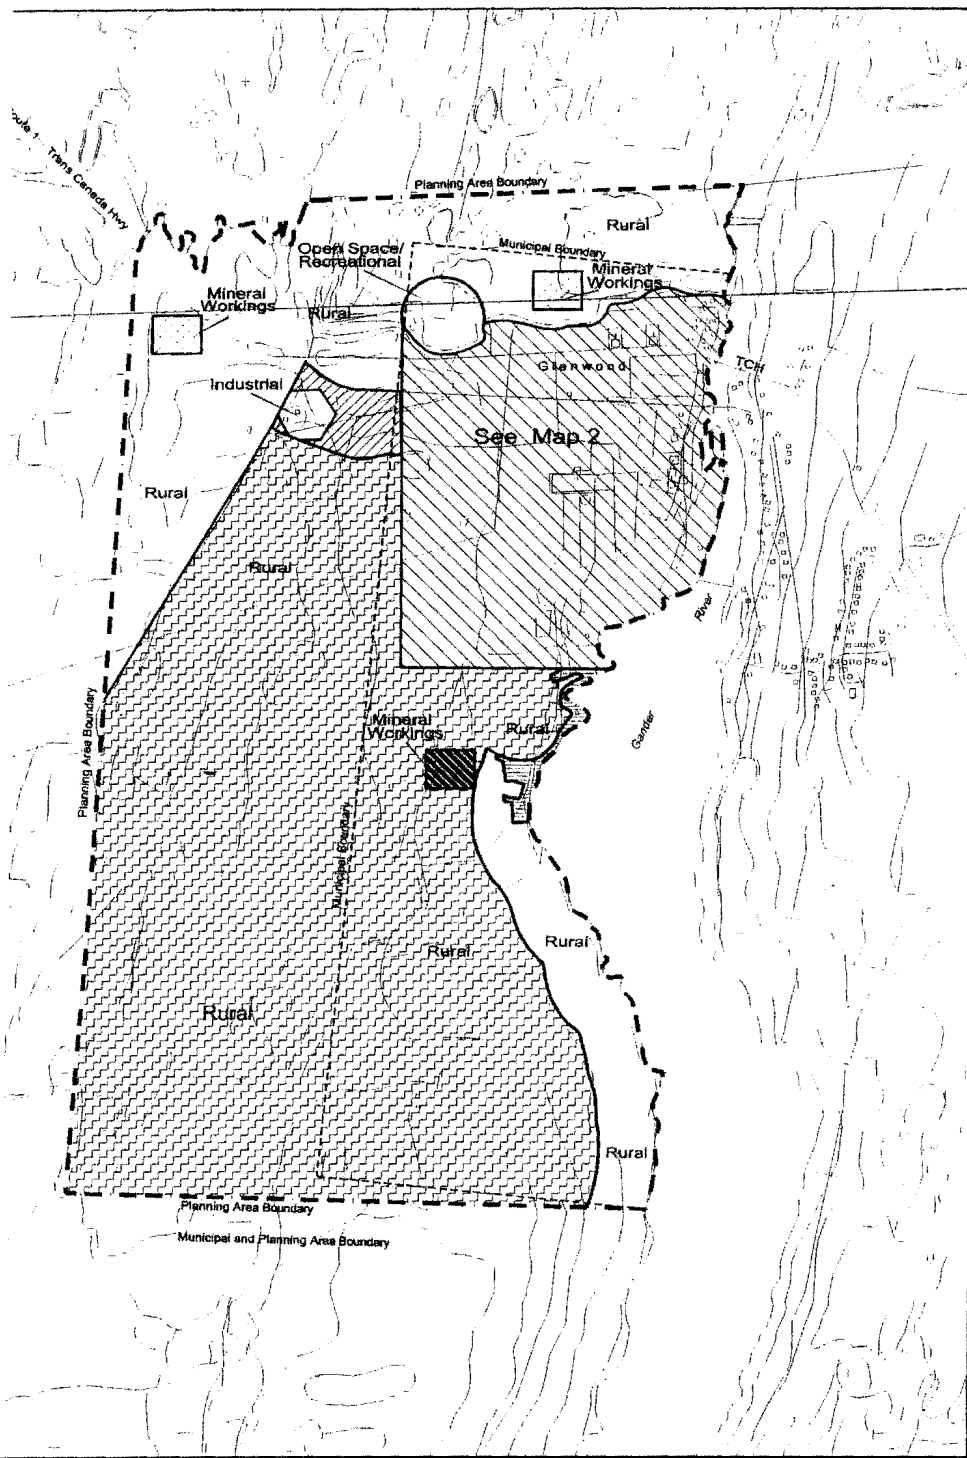 Route 1 - Trans Canada Hwy
Planning Area Boundary
Rural
Municipal Boundary
Open Space/
Recreational
Mineral
Workings
Mineral
Workings
Rural
Glenwood
TCH
Industrial
See Map 2
Rural
Rural
River
Planning Area Boundary
Mineral
Workings
Rural
Gander
Municipal Boundary
Rural
Rural
Rural
Rural
Planning Area Boundary
Municipal and Planning Area Boundary